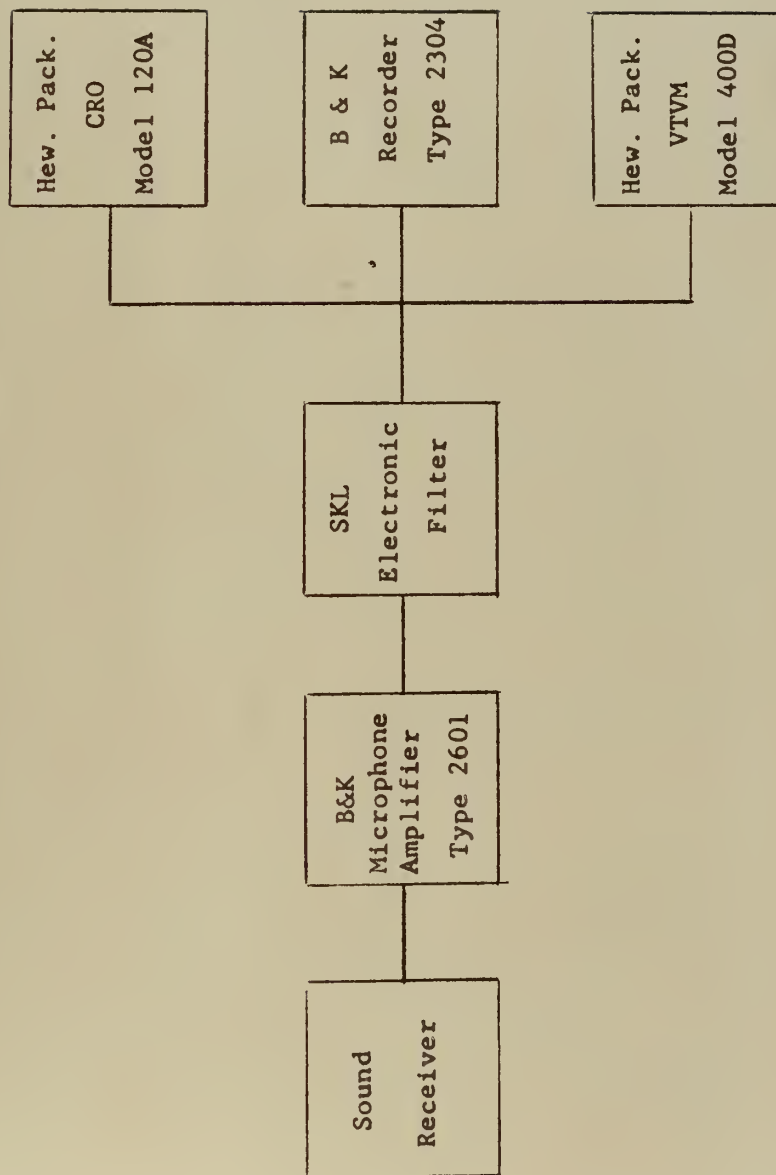 Sound
Receiver
B&K
Microphone
Amplifier
Type 2601
SKL
Electronic
Filter
Hew. Pack.
CRO
Model 120A
B & K
Recorder
Type 2304
Hew. Pack.
VTVM
Model 400D